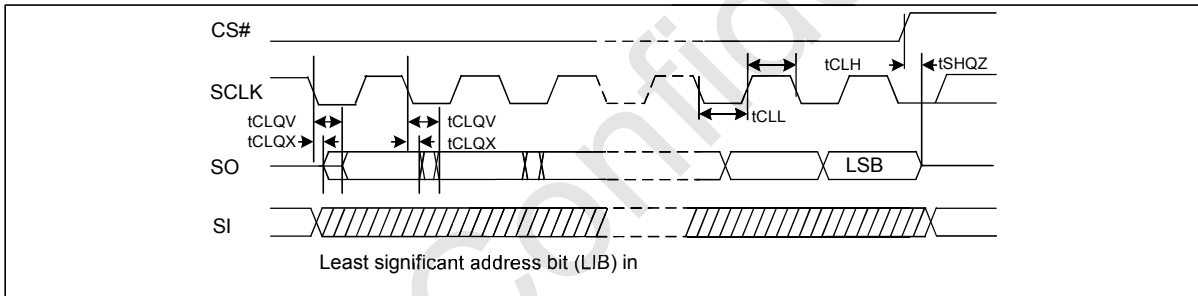 CS#
tCLH
tSHQZ
SCLK
tCLQV
tCLQV
tCLL
tCLQX
tCLQX
SO
LSB
SI
Least significant address bit (LIB) in